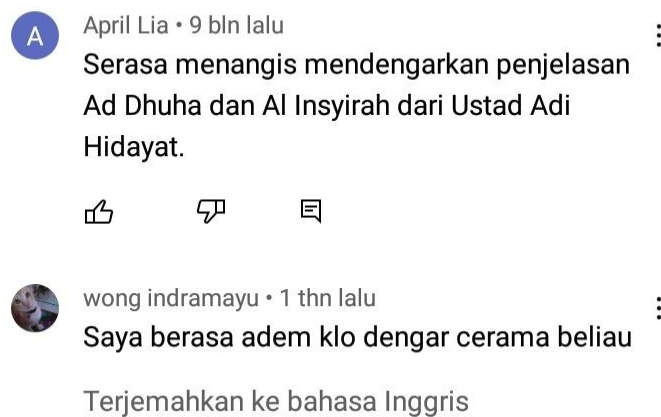 A
April Lia • 9 bln lalu
Serasa menangis mendengarkan penjelasan
Ad Dhuha dan Al Insyirah dari Ustad Adi
Hidayat.
wong indramayu • 1 thn lalu
Saya berasa adem klo dengar cerama beliau
Terjemahkan ke bahasa Inggris